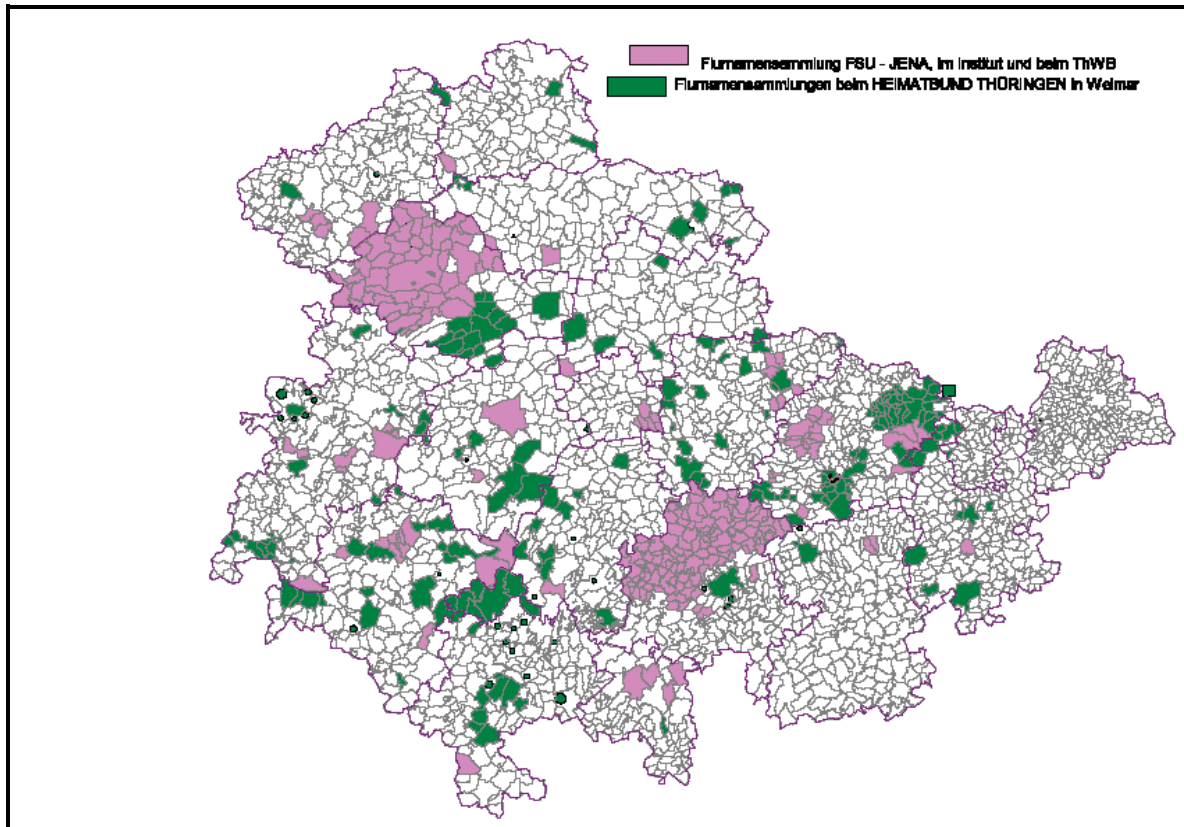 Flurnamensammlung FSU - JENA, im Institut und beim ThWB
Flurnamensammlungen beim HEIMATBUND THÜRINGEN in Weimar